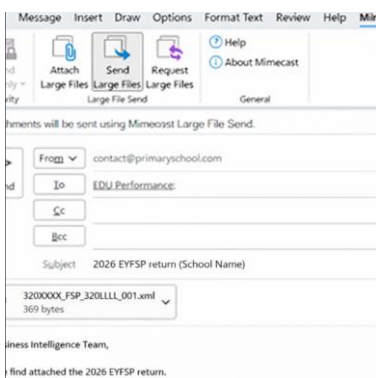 Message Insert Draw Options Format Text Review Help
Attach Large Files
Send Large Files
Request Large Files
Large File Send
Help
About Mimecast
General
will be sent using Mimecast Large File Send.
From contact@primaryschool.com
To EDU Performance;
Cc
Bcc
Subject 2026 EYFSP return (School Name)
320XXXX_FSP_320LLLL_001.xml
369 bytes
Intelligence Team,
find attached the 2026 EYFSP return.